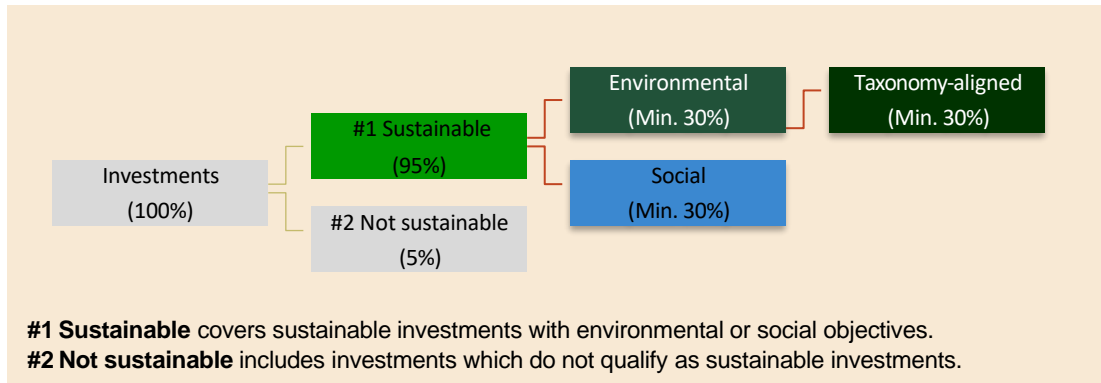 Environmental
(Min. 30%)
Taxonomy-aligned
(Min. 30%)
#1 Sustainable
(95%)
Investments
(100%)
Social
(Min. 30%)
#2 Not sustainable
(5%)
#1 Sustainable covers sustainable investments with environmental or social objectives.
#2 Not sustainable includes investments which do not qualify as sustainable investments.